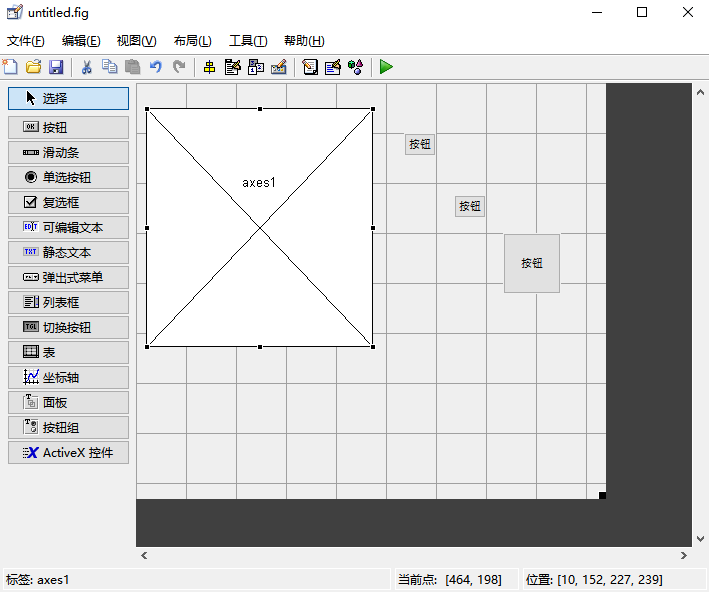 untitled.fig
文件(F) 编辑(E) 视图(V) 布局(L) 工具(T) 帮助(H)
选择
OK 按钮
滑动条
单选按钮
复选框
EDIT 可编辑文本
TXT 静态文本
弹出式菜单
列表框
TGL 切换按钮
表
坐标轴
面板
按钮组
ActiveX 控件
axes1
按钮
按钮
按钮
标签: axes1 当前点: [464, 198] 位置: [10, 152, 227, 239]